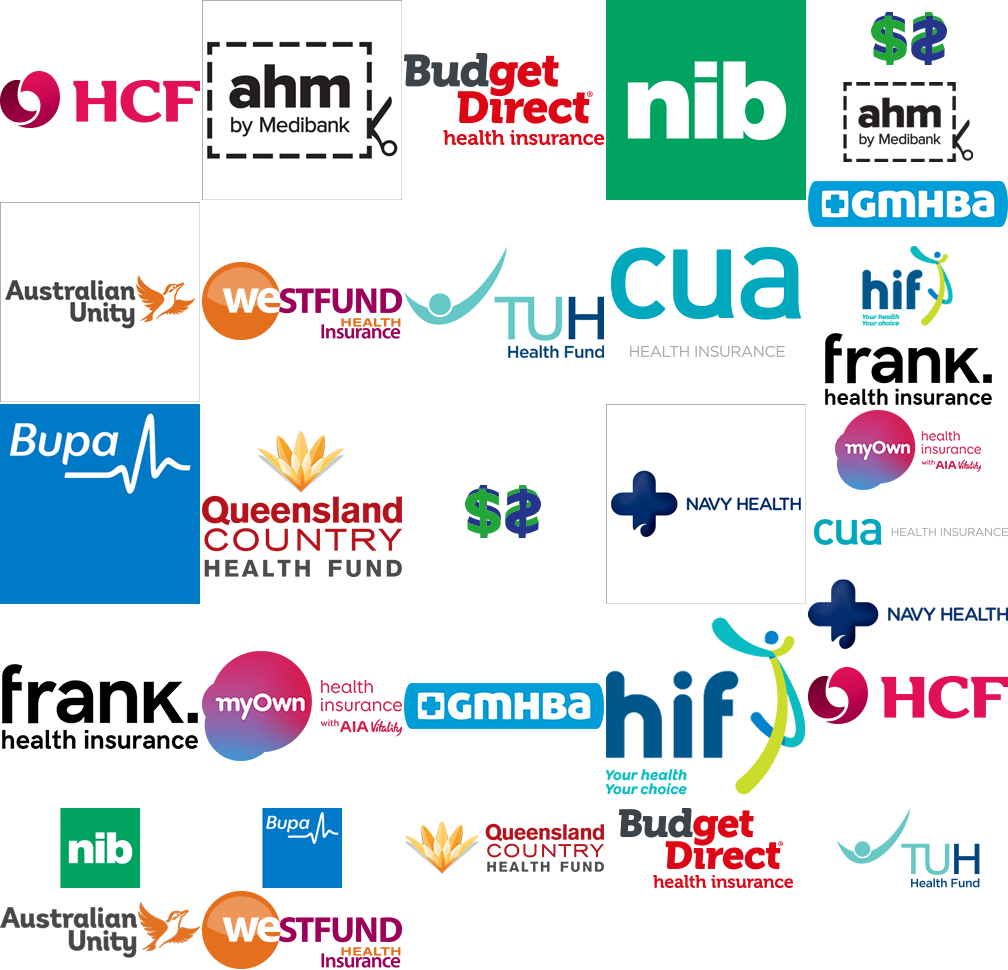 HCF
ahm
by Medibank
Budget
Direct®
health insurance
nib
$$
ahm
by Medibank
GMHBa
Australian
Unity
weSTFUND
HEALTH
Insurance
TUH
Health Fund
cua
HEALTH INSURANCE
hif
Your health
Your choice
frank.
health insurance
Bupa
Queensland
COUNTRY
HEALTH FUND
$$
NAVY HEALTH
myOwn
health
insurance
with AIA Vitality
cua HEALTH INSURANCE
NAVY HEALTH
frank.
health insurance
myOwn
health
insurance
with AIA Vitality
GMHBa
hif
Your health
Your choice
HCF
nib
Bupa
Queensland
COUNTRY
HEALTH FUND
Budget
Direct®
health insurance
TUH
Health Fund
Australian
Unity
weSTFUND
HEALTH
Insurance